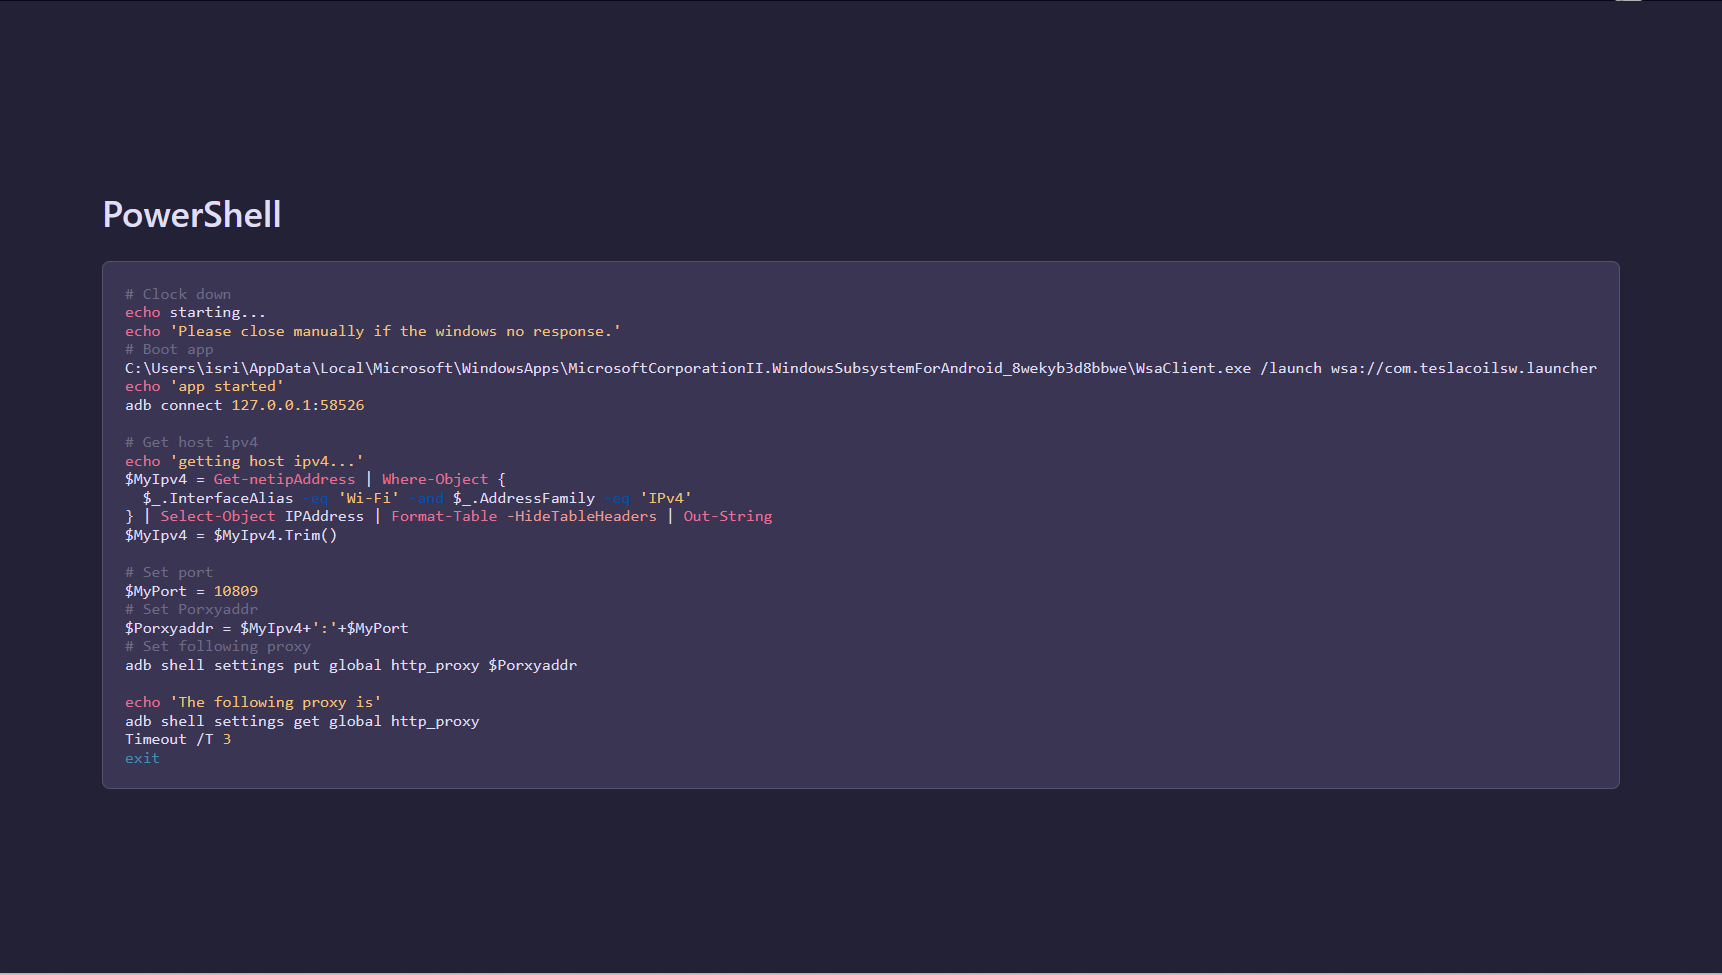 PowerShell
# Clock down
echo starting...
echo 'Please close manually if the windows no response.'
# Boot app
C:\Users\isri\AppData\Local\Microsoft\WindowsApps\MicrosoftCorporationII.WindowsSubsystemForAndroid_8wekyb3d8bbwe\WsaClient.exe /launch wsa://com.teslacoilsw.launcher
echo 'app started'
adb connect 127.0.0.1:58526
# Get host ipv4
echo 'getting host ipv4...'
$MyIpv4 = Get-netipAddress | Where-Object {
$_.InterfaceAlias -eq 'Wi-Fi' -and $_.AddressFamily -eq 'IPv4'
} | Select-Object IPAddress | Format-Table -HideTableHeaders | Out-String
$MyIpv4 = $MyIpv4.Trim()
# Set port
$MyPort = 10809
# Set Porxyaddr
$Porxyaddr = $MyIpv4+':'+$MyPort
# Set following proxy
adb shell settings put global http_proxy $Porxyaddr
echo 'The following proxy is'
adb shell settings get global http_proxy
Timeout /T 3
exit